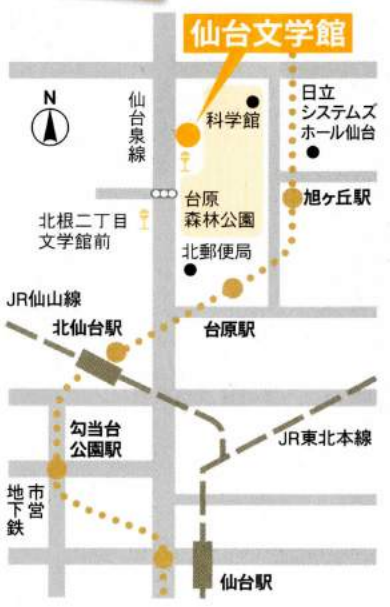 仙台文学館
N
仙台泉線
科学館
日立
システムズ
ホール仙台
台原
森林公園
旭ヶ丘駅
北根二丁目
文学館前
北郵便局
JR仙山線
北仙台駅
台原駅
勾当台
公園駅
JR東北本線
市営
地下鉄
仙台駅